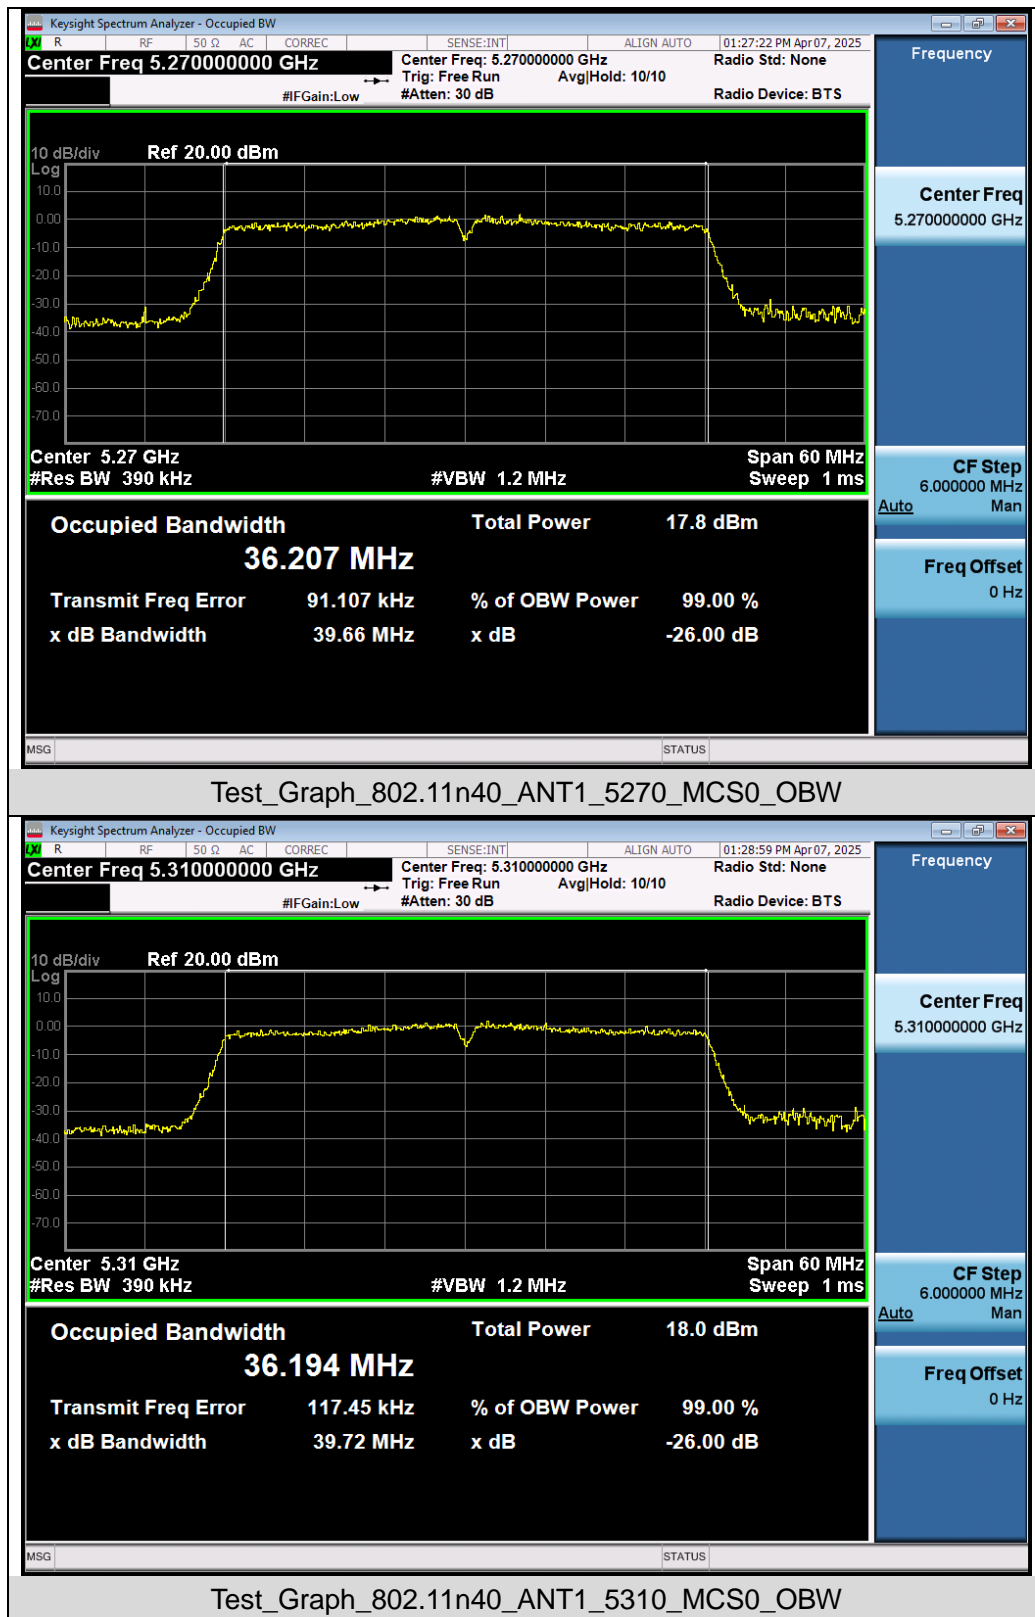 Keysight Spectrum Analyzer - Occupied BW
LXI R RF 50 Ω AC CORREC SENSE:INT ALIGN AUTO 01:27:22 PM Apr 07, 2025
Center Freq 5.270000000 GHz
Center Freq: 5.270000000 GHz
Radio Std: None
Trig: Free Run Avg|Hold: 10/10
#IFGain:Low
#Atten: 30 dB
Radio Device: BTS
Frequency
10 dB/div Ref 20.00 dBm
Log
10.0
0.00
-10.0
-20.0
-30.0
-40.0
-50.0
-60.0
-70.0
Center Freq
5.270000000 GHz
Center 5.27 GHz Span 60 MHz
#Res BW 390 kHz #VBW 1.2 MHz Sweep 1 ms
CF Step
6.000000 MHz
Auto Man
Occupied Bandwidth Total Power 17.8 dBm
36.207 MHz
Transmit Freq Error 91.107 kHz % of OBW Power 99.00 %
x dB Bandwidth 39.66 MHz x dB -26.00 dB
Freq Offset
0 Hz
MSG STATUS
Test_Graph_802.11n40_ANT1_5270_MCS0_OBW
Keysight Spectrum Analyzer - Occupied BW
LXI R RF 50 Ω AC CORREC SENSE:INT ALIGN AUTO 01:28:59 PM Apr 07, 2025
Center Freq 5.310000000 GHz
Center Freq: 5.310000000 GHz
Radio Std: None
Trig: Free Run Avg|Hold: 10/10
#IFGain:Low
#Atten: 30 dB
Radio Device: BTS
Frequency
10 dB/div Ref 20.00 dBm
Log
10.0
0.00
-10.0
-20.0
-30.0
-40.0
-50.0
-60.0
-70.0
Center Freq
5.310000000 GHz
Center 5.31 GHz Span 60 MHz
#Res BW 390 kHz #VBW 1.2 MHz Sweep 1 ms
CF Step
6.000000 MHz
Auto Man
Occupied Bandwidth Total Power 18.0 dBm
36.194 MHz
Transmit Freq Error 117.45 kHz % of OBW Power 99.00 %
x dB Bandwidth 39.72 MHz x dB -26.00 dB
Freq Offset
0 Hz
MSG STATUS
Test_Graph_802.11n40_ANT1_5310_MCS0_OBW